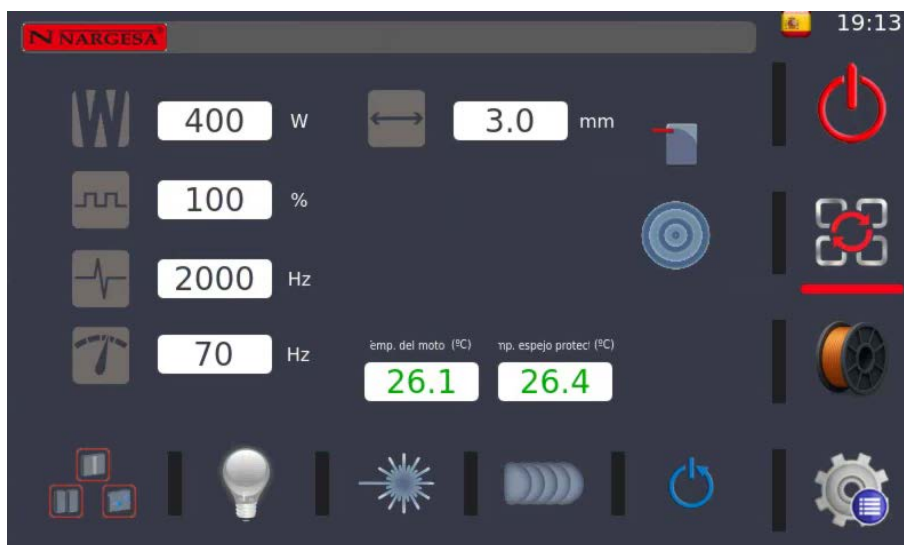 NARGESA
19:13
W 400 W
3.0 mm
100 %
2000 Hz
70 Hz
emp. del moto (ºC)
mp. espejo protec (ºC)
26.1
26.4